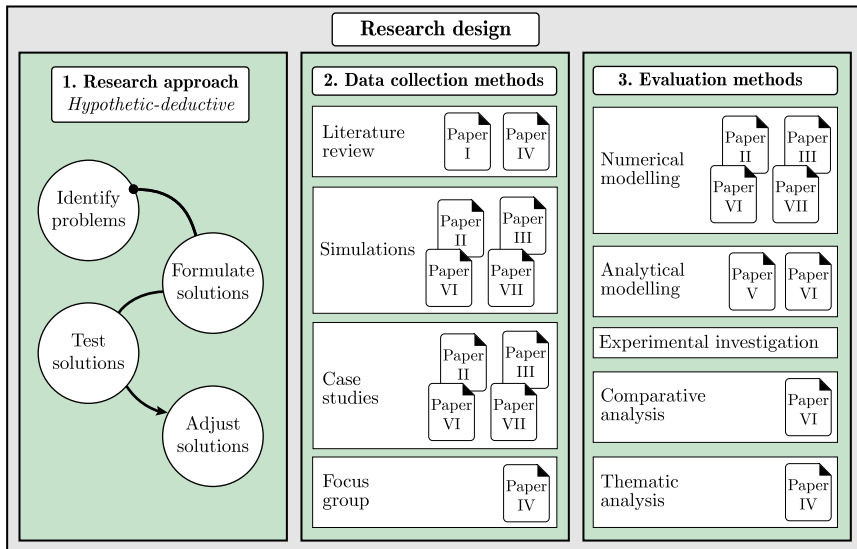 Research design
1. Research approach
Hypothetic-deductive
Identify
problems
Formulate
solutions
Test
solutions
Adjust
solutions
2. Data collection methods
Literature
review
Paper
I
Paper
IV
Simulations
Paper
II
Paper
III
Paper
VI
Paper
VII
Case
studies
Paper
II
Paper
III
Paper
VI
Paper
VII
Focus
group
Paper
IV
3. Evaluation methods
Numerical
modelling
Paper
II
Paper
III
Paper
VI
Paper
VII
Analytical
modelling
Paper
V
Paper
VI
Experimental investigation
Comparative
analysis
Paper
VI
Thematic
analysis
Paper
IV